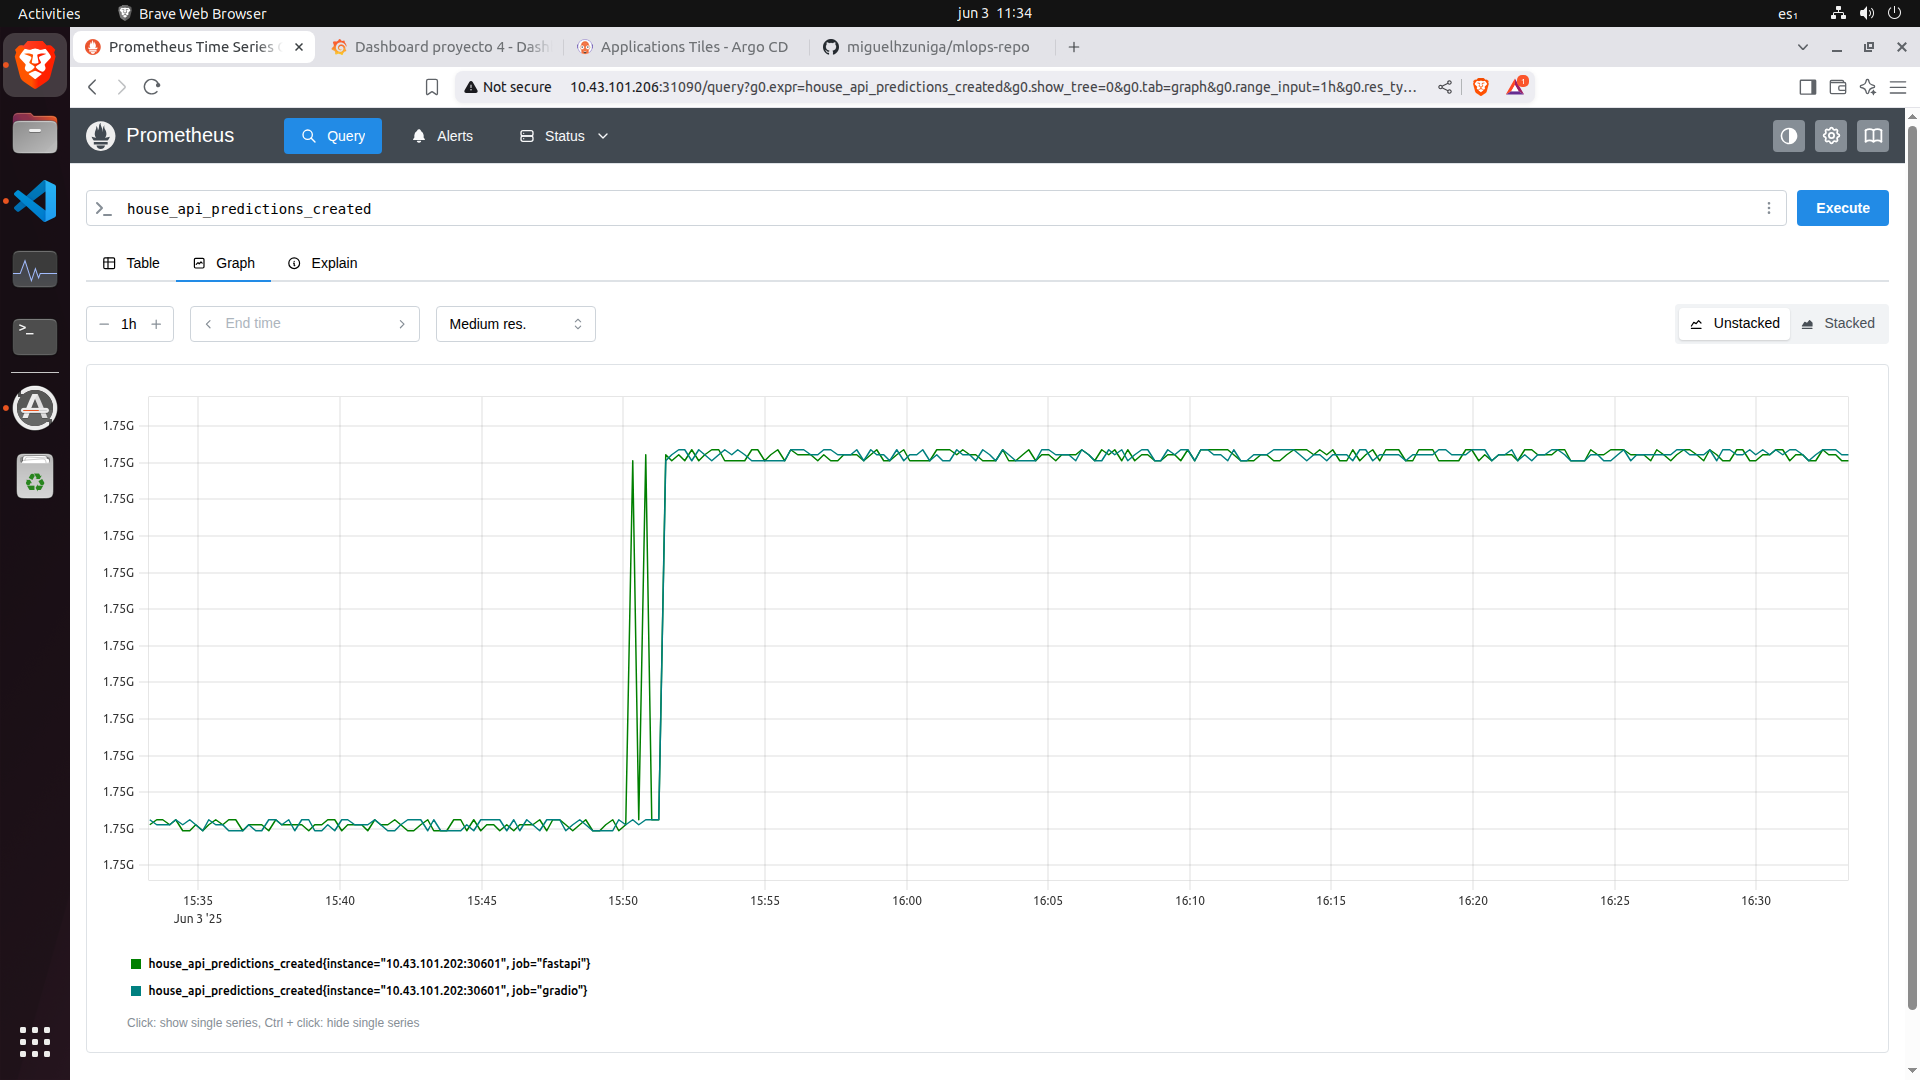 Activities
Brave Web Browser
jun 3 11:34
es₁
Prometheus Time Series
Dashboard proyecto 4 - Dash
Applications Tiles - Argo CD
miguelhzuniga/mlops-repo
Not secure
10.43.101.206:31090/query?g0.expr=house_api_predictions_created&g0.show_tree=0&g0.tab=graph&g0.range_input=1h&g0.res_ty...
1
Prometheus
Query
Alerts
Status
>_ house_api_predictions_created
Execute
Table
Graph
Explain
1h
End time
Medium res.
Unstacked
Stacked
1.75G
1.75G
1.75G
1.75G
1.75G
1.75G
1.75G
1.75G
1.75G
1.75G
1.75G
1.75G
1.75G
15:35 15:40 15:45 15:50 15:55 16:00 16:05 16:10 16:15 16:20 16:25 16:30
Jun 3 '25
house_api_predictions_created{instance="10.43.101.202:30601", job="fastapi"}
house_api_predictions_created{instance="10.43.101.202:30601", job="gradio"}
Click: show single series, Ctrl + click: hide single series